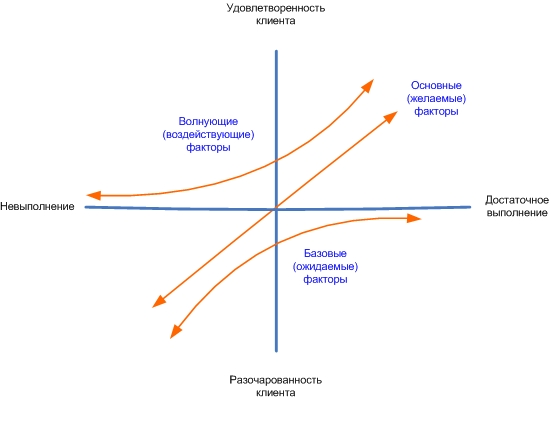 Удовлетворенность
клиента
Основные
(желаемые)
факторы
Волнующие
(воздействующие)
факторы
Невыполнение
Достаточное
выполнение
Базовые
(ожидаемые)
факторы
Разочарованность
клиента